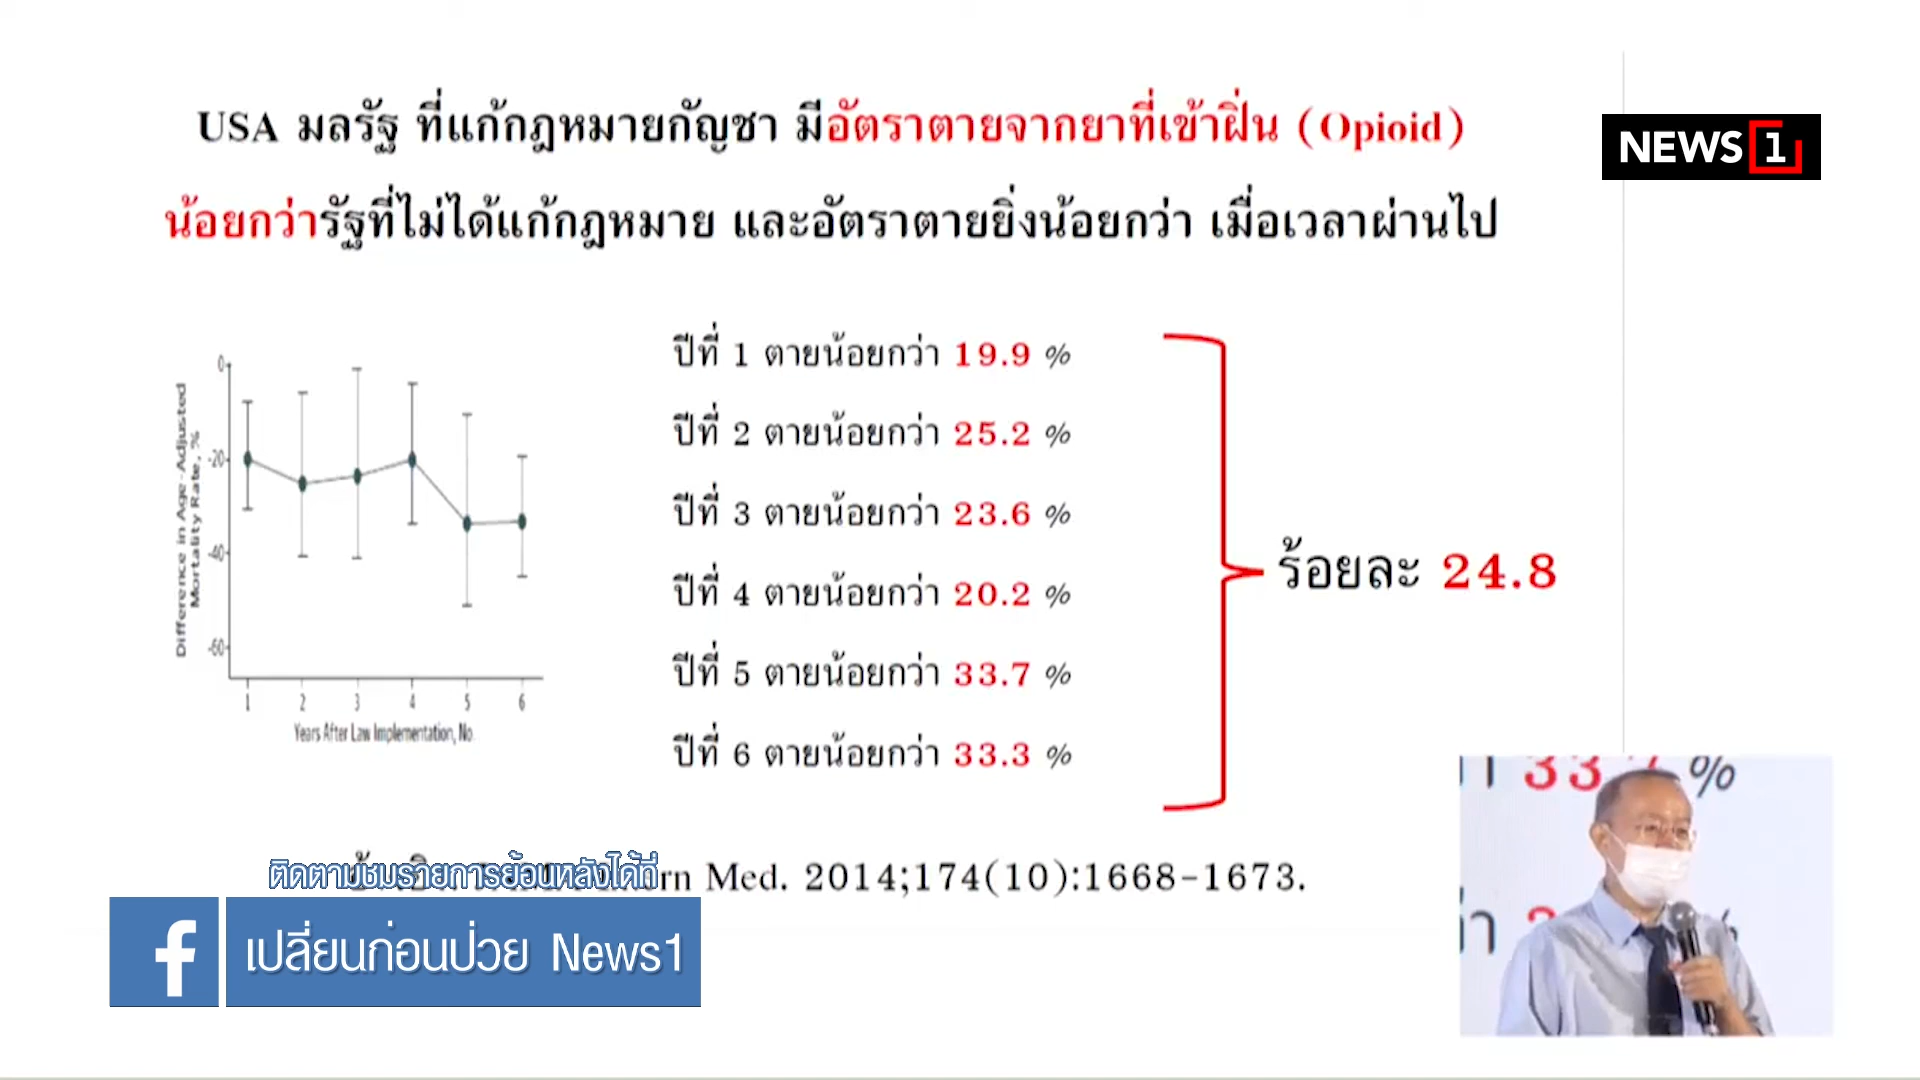 USA มลรัฐ ที่แก้กฎหมายกัญชา มีอัตราตายจากยาที่เข้าฝิ่น (Opioid)
น้อยกว่ารัฐที่ไม่ได้แก้กฎหมาย และอัตราตายยิ่งน้อยกว่า เมื่อเวลาผ่านไป
NEWS 1
Difference in Age-Adjusted
Mortality Rate, %
0
-20
-40
-60
1 2 3 4 5 6
Years After Law Implementation, No
ปีที่ 1 ตายน้อยกว่า 19.9 %
ปีที่ 2 ตายน้อยกว่า 25.2 %
ปีที่ 3 ตายน้อยกว่า 23.6 %
ปีที่ 4 ตายน้อยกว่า 20.2 %
ปีที่ 5 ตายน้อยกว่า 33.7 %
ปีที่ 6 ตายน้อยกว่า 33.3 %
ร้อยละ 24.8
Med. 2014;174(10):1668-1673.
ติดตามชมรายการย้อนหลังได้ที่
f เปลี่ยนก่อนป่วย News1
33.7 %